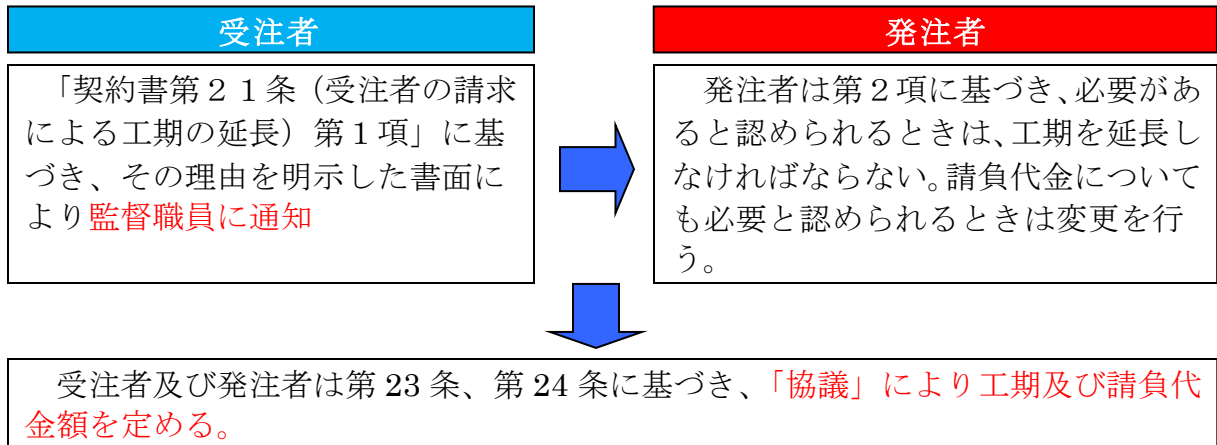 受注者
「契約書第21条（受注者の請求
による工期の延長）第1項」に基
づき、その理由を明示した書面に
より監督職員に通知
発注者
発注者は第2項に基づき、必要があ
ると認められるときは、工期を延長し
なければならない。請負代金について
も必要と認められるときは変更を行
う。
受注者及び発注者は第 23 条、第 24 条に基づき、「協議」により工期及び請負代
金額を定める。